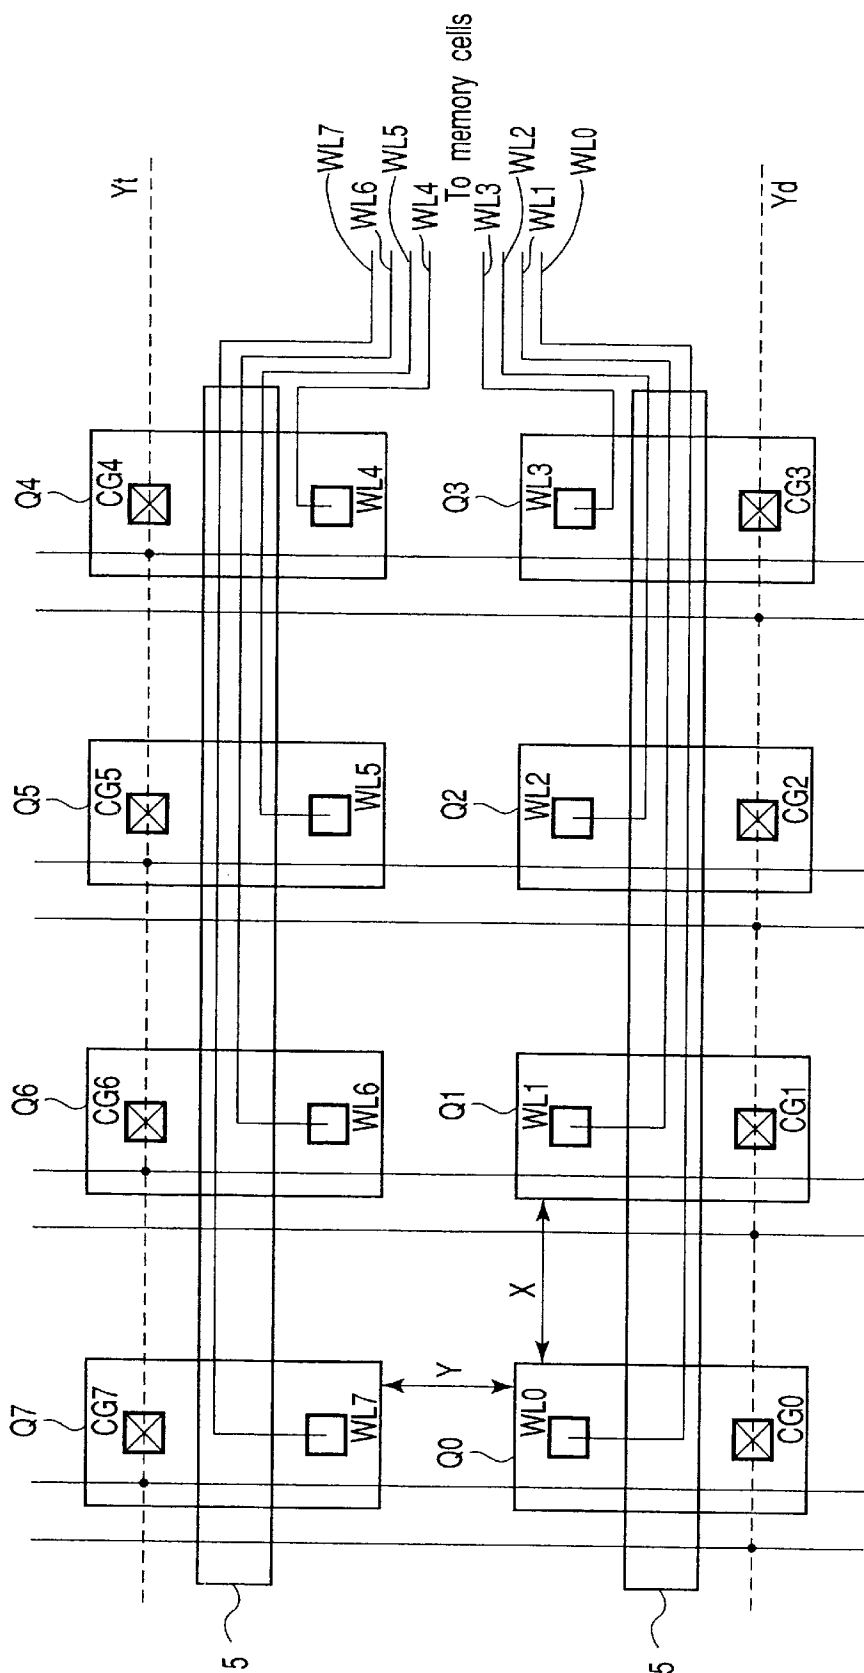 Yt
WL7
WL6
WL5
WL4
To memory cells
WL3
WL2
WL1
WL0
Yd
Q4
CG4
WL4
Q3
WL3
CG3
Q5
CG5
WL5
Q2
WL2
CG2
Q6
CG6
WL6
Q1
WL1
CG1
X
Y
Q7
CG7
WL7
Q0
WL0
CG0
5
5